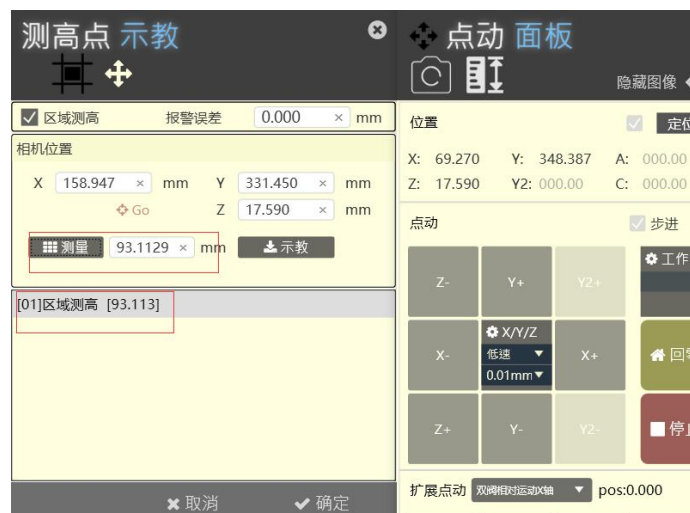 测高点 示教
区域测高 报警误差 0.000 × mm
相机位置
X 158.947 × mm Y 331.450 × mm
Go Z 17.590 × mm
测量 93.1129 × mm 示教
[01]区域测高 [93.113]
取消 确定
点动 面板
隐藏图像
位置 定位
X: 69.270 Y: 348.387 A: 000.00
Z: 17.590 Y2: 000.00 C: 000.00
点动 步进
Z- Y+ Y2+ 工作
X- X/Y/Z X+
低速
0.01mm
Z+ Y- Y2-
扩展点动 双阀相对运动X轴 pos:0.000